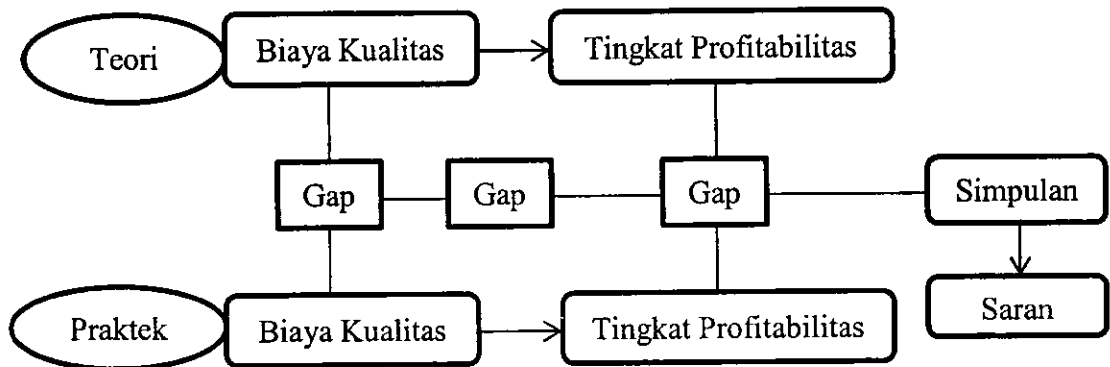 Teori
Biaya Kualitas
Tingkat Profitabilitas
Gap
Gap
Gap
Simpulan
Praktek
Biaya Kualitas
Tingkat Profitabilitas
Saran